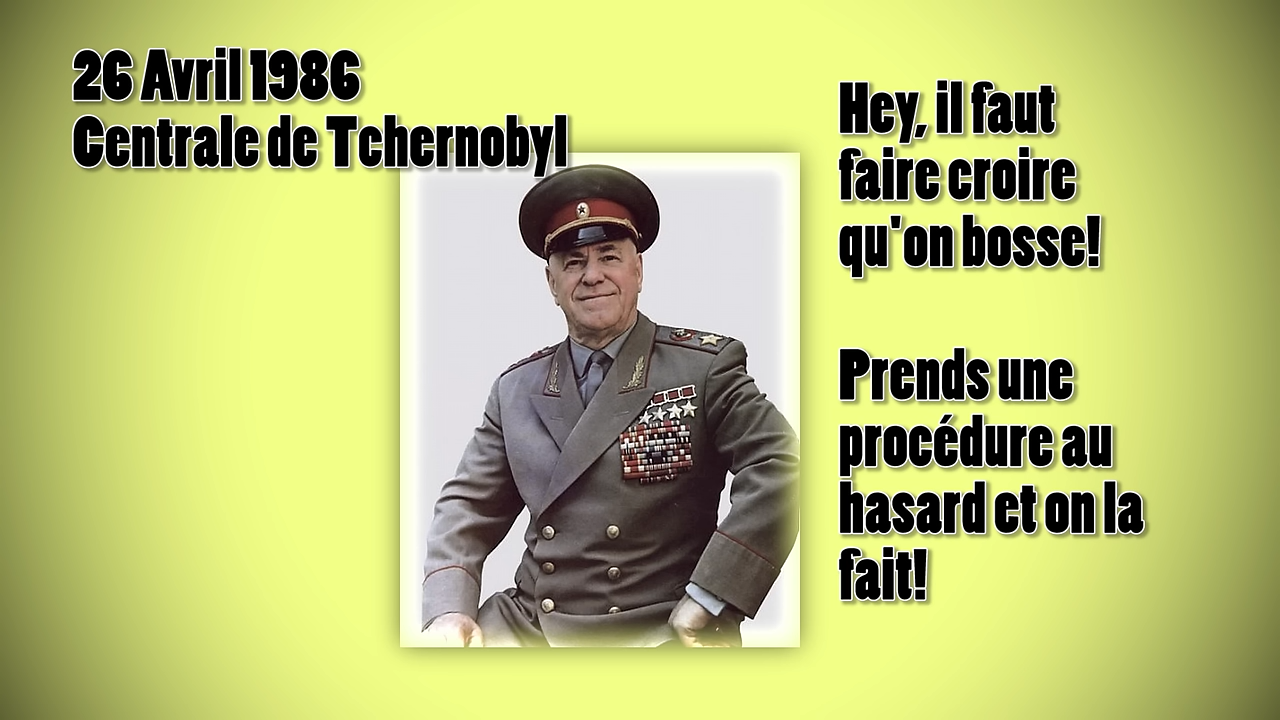 26 Avril 1986
Centrale de Tchernobyl
Hey, il faut
faire croire
qu'on bosse!
Prends une
procédure au
hasard et on la
fait!